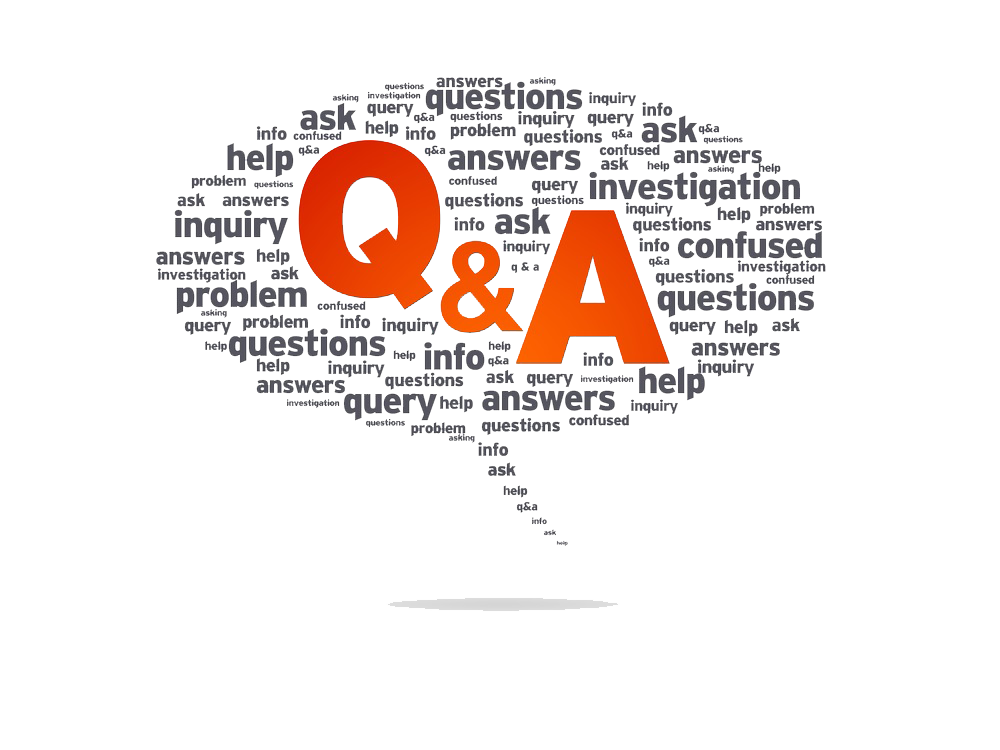 answers asking
questions
asking investigation questions inquiry
query info
ask q&a questions inquiry query
info confused help info problem questions q&a ask q&a
questions
help q&a q&a answers confused answers
ask help asking help
problem questions confused query investigation
ask answers questions questions inquiry help problem
inquiry info ask questions answers
Q & A
answers help inquiry info confused
investigation ask q & a q&a investigation
problem confused questions confused
questions
asking
query problem info inquiry query help ask
help questions help info help answers
q&a info
help inquiry inquiry
answers questions ask query investigation help
investigation query help answers inquiry
questions problem questions confused
asking
info
ask
help
q&a
info
ask
help